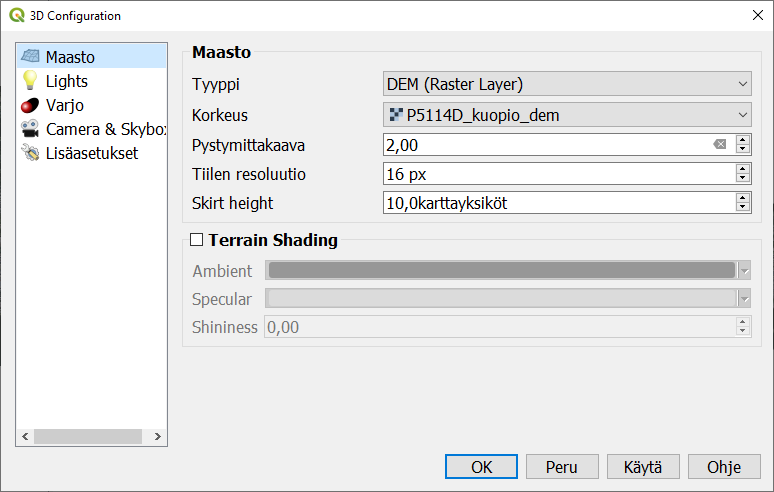 3D Configuration
Maasto
Lights
Varjo
Camera & Skybox
Lisäasetukset
Maasto
Tyyppi DEM (Raster Layer)
Korkeus P5114D_kuopio_dem
Pystymittakaava 2,00
Tiilen resoluutio 16 px
Skirt height 10,0karttayksiköt
Terrain Shading
Ambient
Specular
Shininess 0,00
OK Peru Käytä Ohje